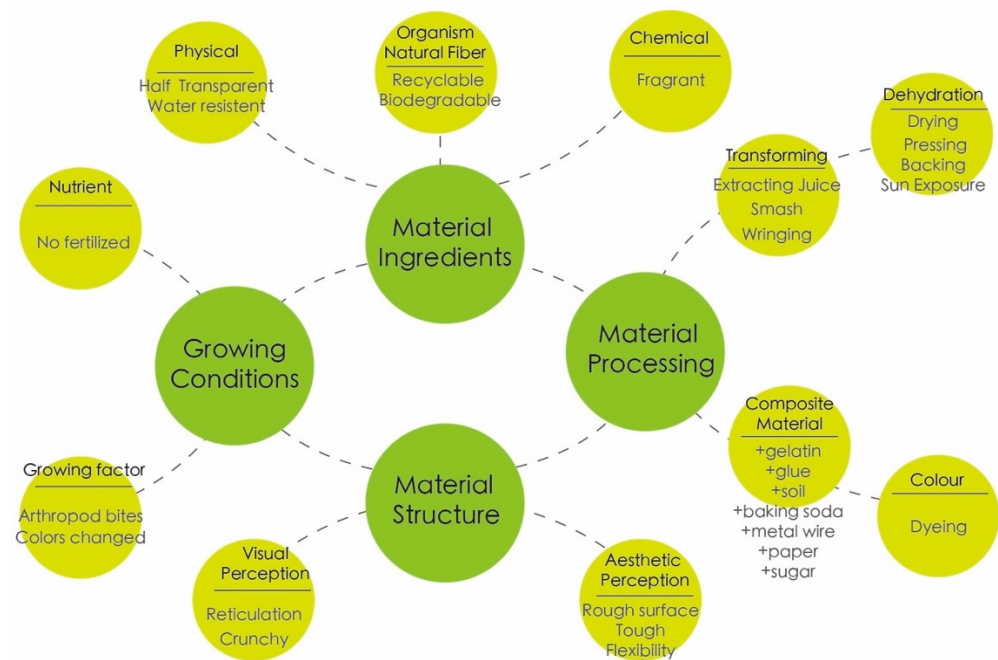 Physical
Half Transparent
Water resistent
Organism
Natural Fiber
Recyclable
Biodegradable
Chemical
Fragrant
Dehydration
Drying
Pressing
Backing
Sun Exposure
Transforming
Extracting Juice
Smash
Wringing
Nutrient
No fertilized
Material
Ingredients
Growing
Conditions
Material
Processing
Material
Structure
Composite
Material
+gelatin
+glue
+soil
+baking soda
+metal wire
+paper
+sugar
Colour
Dyeing
Growing factor
Arthropod bites
Colors changed
Visual
Perception
Reticulation
Crunchy
Aesthetic
Perception
Rough surface
Tough
Flexibility